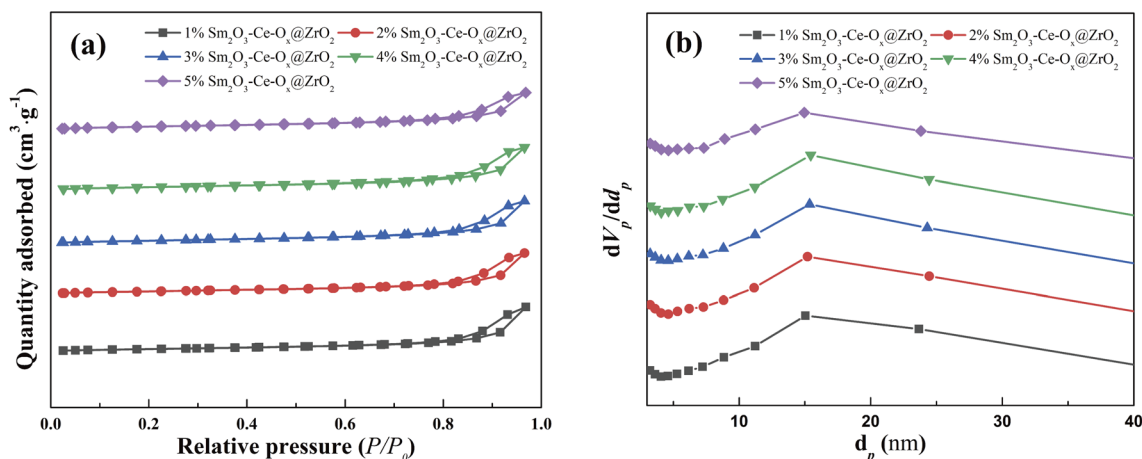 (a)
1% Sm₂O₃-Ce-Oₓ@ZrO₂ 2% Sm₂O₃-Ce-Oₓ@ZrO₂
3% Sm₂O₃-Ce-Oₓ@ZrO₂ 4% Sm₂O₃-Ce-Oₓ@ZrO₂
5% Sm₂O₃-Ce-Oₓ@ZrO₂
Quantity adsorbed (cm³·g⁻¹)
0.0 0.2 0.4 0.6 0.8 1.0
Relative pressure (P/P₀)
(b)
1% Sm₂O₃-Ce-Oₓ@ZrO₂ 2% Sm₂O₃-Ce-Oₓ@ZrO₂
3% Sm₂O₃-Ce-Oₓ@ZrO₂ 4% Sm₂O₃-Ce-Oₓ@ZrO₂
5% Sm₂O₃-Ce-Oₓ@ZrO₂
dVₚ/ddₚ
10 20 30 40
dₚ (nm)